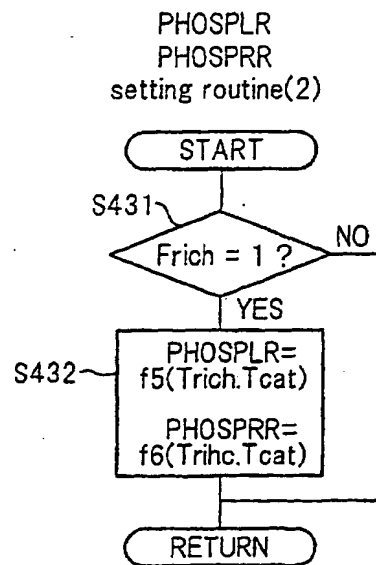 PHOSPLR
PHOSPRR
setting routine(2)
START
S431
Frich = 1 ?
NO
YES
S432
PHOSPLR=
f5(Trich.Tcat)
PHOSPRR=
f6(Trihc.Tcat)
RETURN